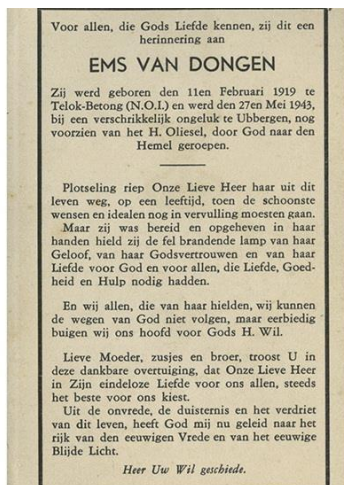 Voor allen, die Gods Liefde kennen, zij dit een
herinnering aan
EMS VAN DONGEN
Zij werd geboren den 11en Februari 1919 te
Telok-Betong (N.O.I.) en werd den 27en Mei 1943,
bij een verschrikkelijk ongeluk te Ubbergen, nog
voorzien van het H. Oliesel, door God naar den
Hemel geroepen.
Plotseling riep Onze Lieve Heer haar uit dit
leven weg, op een leeftijd, toen de schoonste
wensen en idealen nog in vervulling moesten gaan.
Maar zij was bereid en opgeheven in haar
handen hield zij de fel brandende lamp van haar
Geloof, van haar Godsvertrouwen en van haar
Liefde voor God en voor allen, die Liefde, Goed-
heid en Hulp nodig hadden.
En wij allen, die van haar hielden, wij kunnen
de wegen van God niet volgen, maar eerbiedig
buigen wij ons hoofd voor Gods H. Wil.
Lieve Moeder, zusjes en broer, troost U in
deze dankbare overtuiging, dat Onze Lieve Heer
in Zijn eindeloze Liefde voor ons allen, steeds
het beste voor ons kiest.
Uit de onvrede, de duisternis en het verdriet
van dit leven, heeft God mij nu geleid naar het
rijk van den eeuwigen Vrede en van het eeuwige
Blijde Licht.
Heer Uw Wil geschiede.